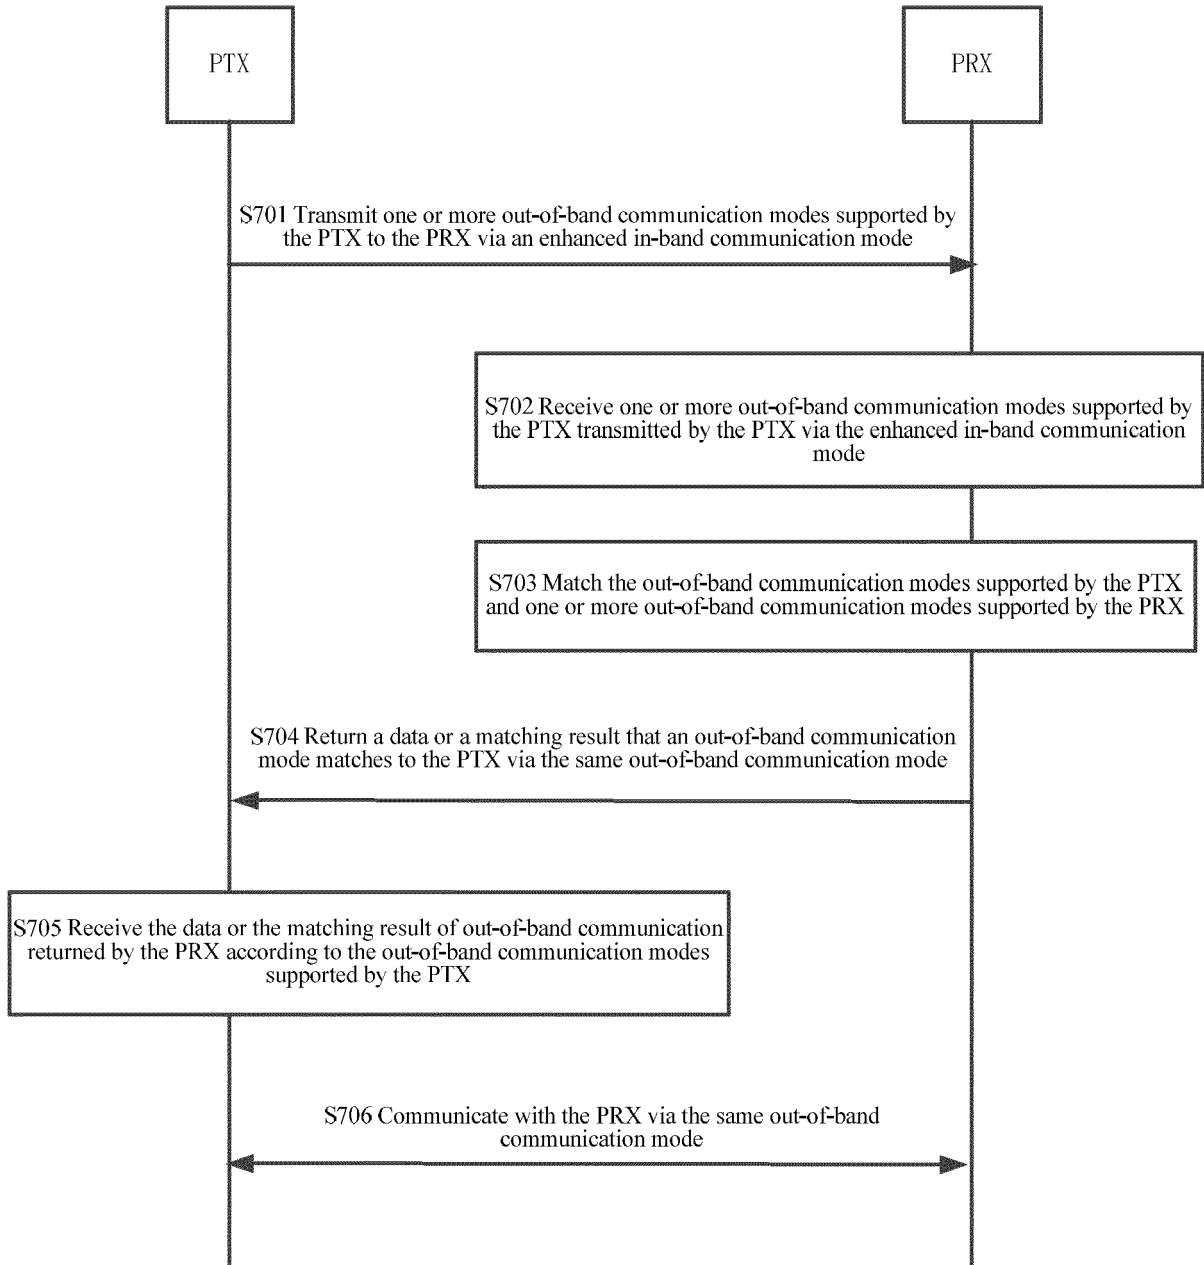 PTX
PRX
S701 Transmit one or more out-of-band communication modes supported by
the PTX to the PRX via an enhanced in-band communication mode
S702 Receive one or more out-of-band communication modes supported by
the PTX transmitted by the PTX via the enhanced in-band communication
mode
S703 Match the out-of-band communication modes supported by the PTX
and one or more out-of-band communication modes supported by the PRX
S704 Return a data or a matching result that an out-of-band communication
mode matches to the PTX via the same out-of-band communication mode
S705 Receive the data or the matching result of out-of-band communication
returned by the PRX according to the out-of-band communication modes
supported by the PTX
S706 Communicate with the PRX via the same out-of-band
communication mode